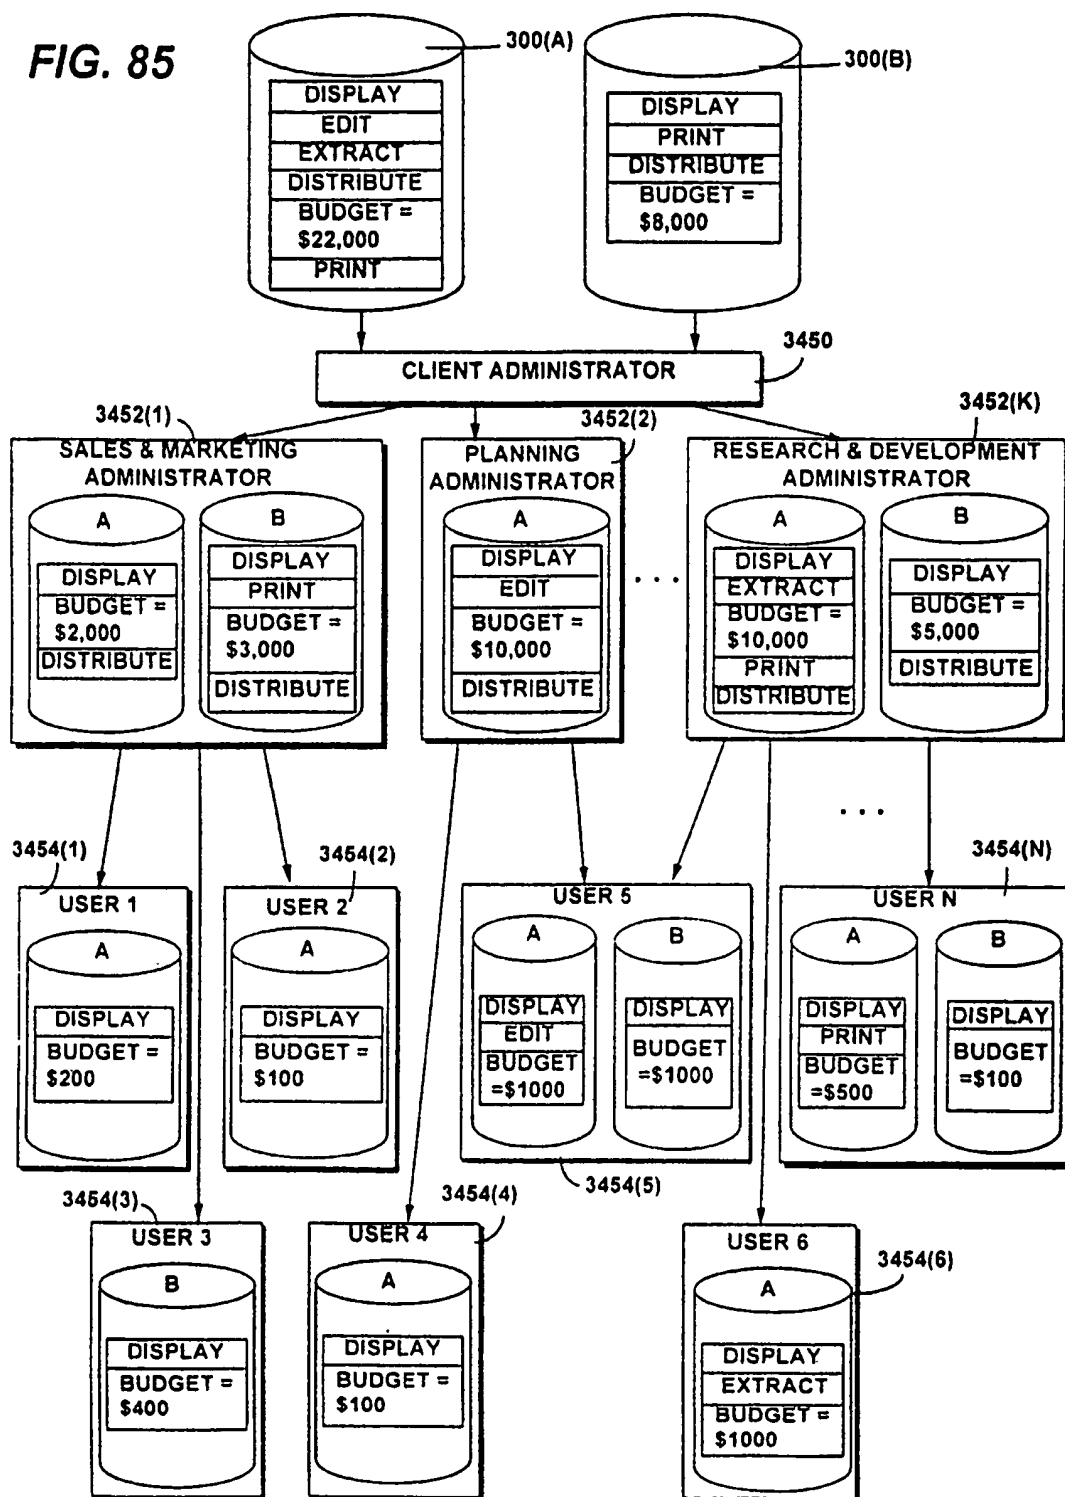 FIG. 85
300(A)
300(B)
DISPLAY
EDIT
EXTRACT
DISTRIBUTE
BUDGET =
$22,000
PRINT
DISPLAY
PRINT
DISTRIBUTE
BUDGET =
$8,000
3450
CLIENT ADMINISTRATOR
3452(1)
3452(2)
3452(K)
SALES & MARKETING
ADMINISTRATOR
A
DISPLAY
BUDGET =
$2,000
DISTRIBUTE
B
DISPLAY
PRINT
BUDGET =
$3,000
DISTRIBUTE
PLANNING
ADMINISTRATOR
A
DISPLAY
EDIT
BUDGET =
$10,000
DISTRIBUTE
. . .
RESEARCH & DEVELOPMENT
ADMINISTRATOR
A
DISPLAY
EXTRACT
BUDGET =
$10,000
PRINT
DISTRIBUTE
B
DISPLAY
BUDGET =
$5,000
DISTRIBUTE
. . .
3454(1)
USER 1
A
DISPLAY
BUDGET =
$200
3454(2)
USER 2
A
DISPLAY
BUDGET =
$100
USER 5
A
DISPLAY
EDIT
BUDGET
=$1000
B
DISPLAY
BUDGET
=$1000
3454(5)
3454(N)
USER N
A
DISPLAY
PRINT
BUDGET
=$500
B
DISPLAY
BUDGET
=$100
3454(3)
USER 3
B
DISPLAY
BUDGET =
$400
3454(4)
USER 4
A
DISPLAY
BUDGET =
$100
3454(6)
USER 6
A
DISPLAY
EXTRACT
BUDGET =
$1000